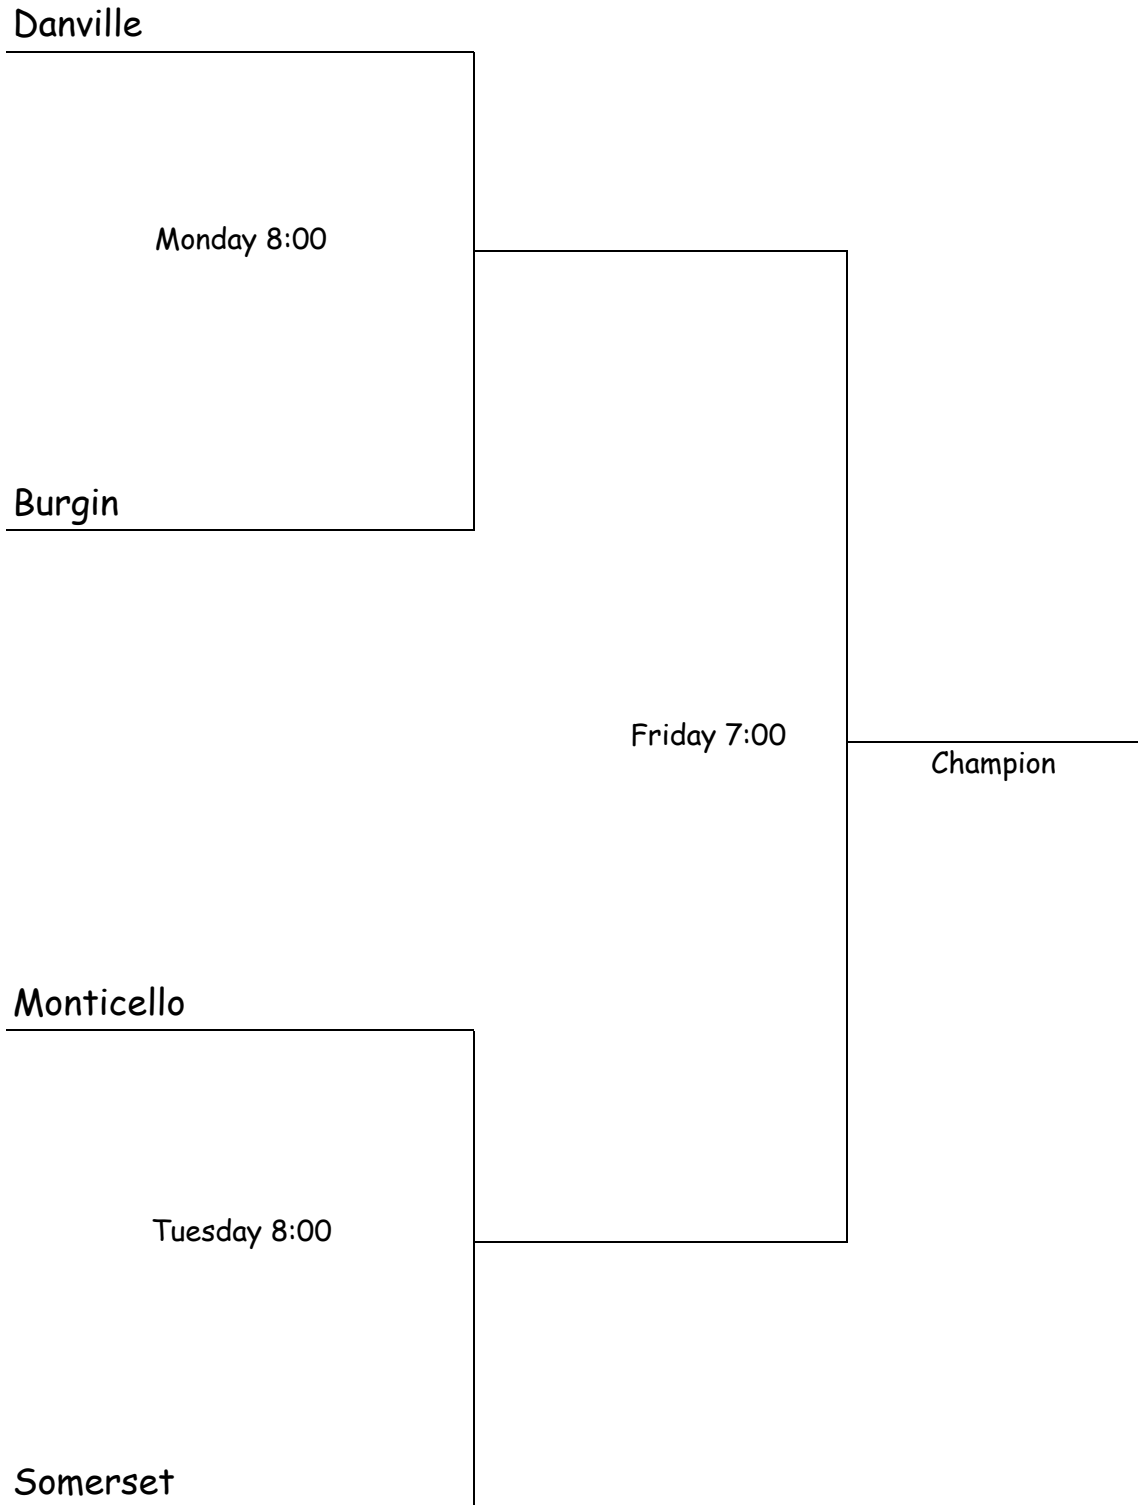 Danville
Monday 8:00
Burgin
Friday 7:00
Champion
Monticello
Tuesday 8:00
Somerset